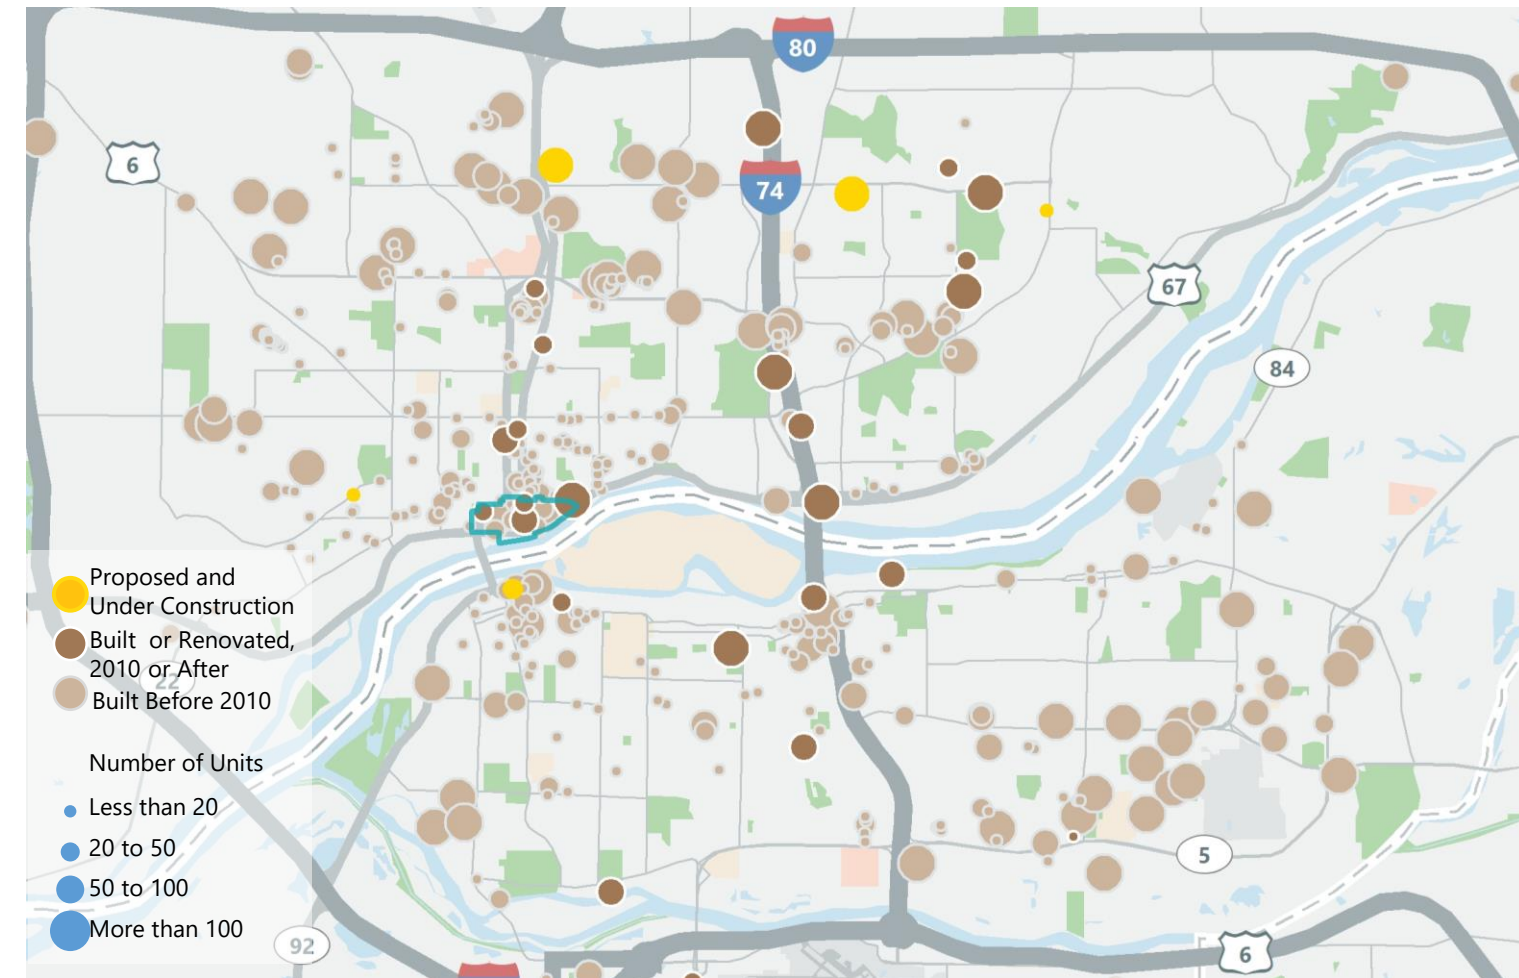 80
6
74
67
84
Proposed and
Under Construction
Built or Renovated,
2010 or After
22
Built Before 2010
Number of Units
Less than 20
20 to 50
50 to 100
More than 100
5
92
6